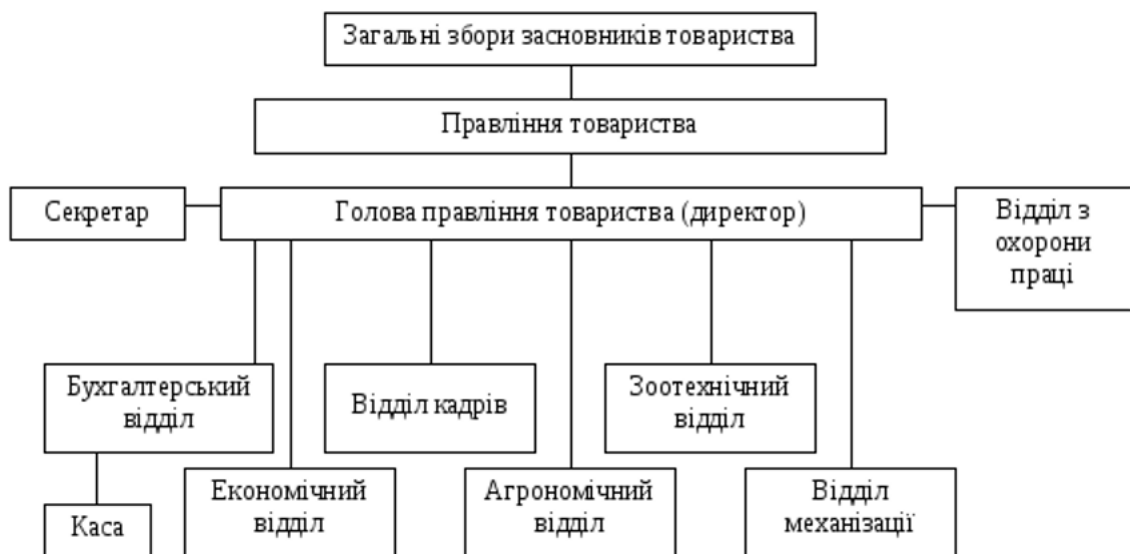 Загальні збори засновників товариства
Правління товариства
Секретар
Голова правління товариства (директор)
Відділ з
охорони
праці
Бухгалтерський
відділ
Відділ кадрів
Зоотехнічний
відділ
Каса
Економічний
відділ
Агрономічний
відділ
Відділ
механізації